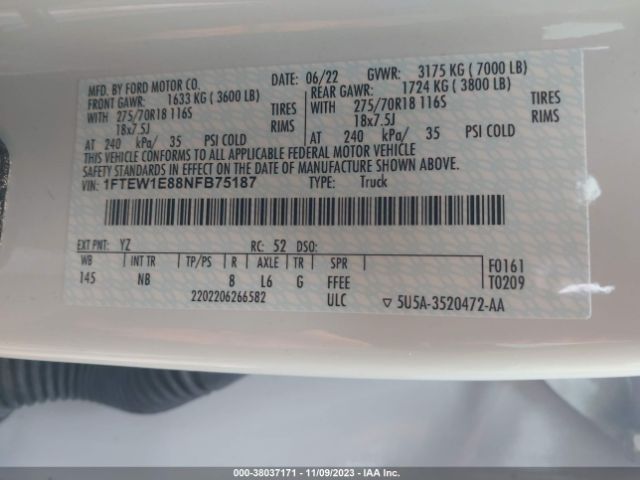 MFD. BY FORD MOTOR CO.
DATE: 06/22 GVWR: 3175 KG ( 7000 LB)
FRONT GAWR: 1633 KG ( 3600 LB)
REAR GAWR: 1724 KG ( 3800 LB)
WITH 275/70R18 116S TIRES
WITH 275/70R18 116S TIRES
18x7.5J RIMS
18x7.5J RIMS
AT 240 kPa/ 35 PSI COLD
AT 240 kPa/ 35 PSI COLD
THIS VEHICLE CONFORMS TO ALL APPLICABLE FEDERAL MOTOR VEHICLE
SAFETY STANDARDS IN EFFECT ON THE DATE OF MANUFACTURE SHOWN ABOVE.
VIN: 1FTEW1E88NFB75187 TYPE: Truck
EXT PNT: YZ RC: 52 DSO:
WB INT TR TP/PS R AXLE TR SPR
F0161
145 NB 8 L6 G FFEE
T0209
2202206266582 ULC ▽ 5U5A-3520472-AA
000-38037171 | 11/09/2023 - IAA Inc.